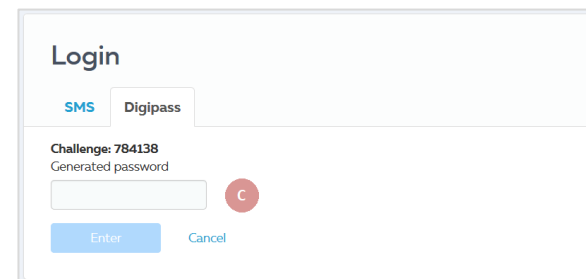 Login
SMS Digipass
Challenge: 784138
Generated password
C
Enter Cancel